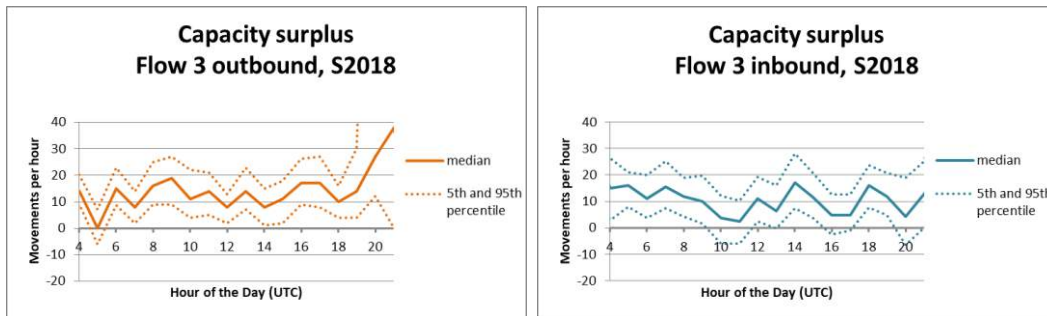 Capacity surplus
Flow 3 outbound, S2018
Movements per hour
40
30
20
10
0
-10
-20
4 6 8 10 12 14 16 18 20
Hour of the Day (UTC)
median
5th and 95th
percentile
Capacity surplus
Flow 3 inbound, S2018
Movements per hour
40
30
20
10
0
-10
-20
4 6 8 10 12 14 16 18 20
Hour of the Day (UTC)
median
5th and 95th
percentile